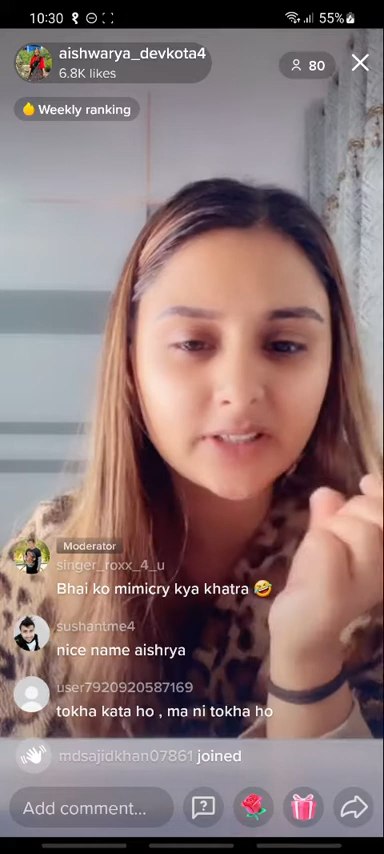 10:30
55%
aishwarya_devkota4
6.8K likes
80
Weekly ranking
Moderator
singer_roxx_4_u
Bhai ko mimicry kya khatra 🤣
sushantme4
nice name aishrya
user7920920587169
tokha kata ho , ma ni tokha ho
mdsajidkhan07861 joined
Add comment...